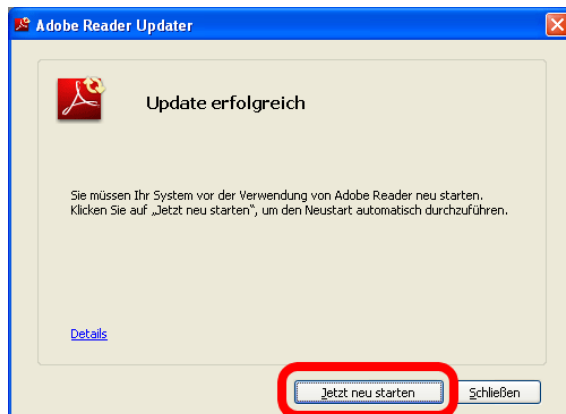 Adobe Reader Updater
Update erfolgreich
Sie müssen Ihr System vor der Verwendung von Adobe Reader neu starten.
Klicken Sie auf „Jetzt neu starten“, um den Neustart automatisch durchzuführen.
Details
Jetzt neu starten
Schließen